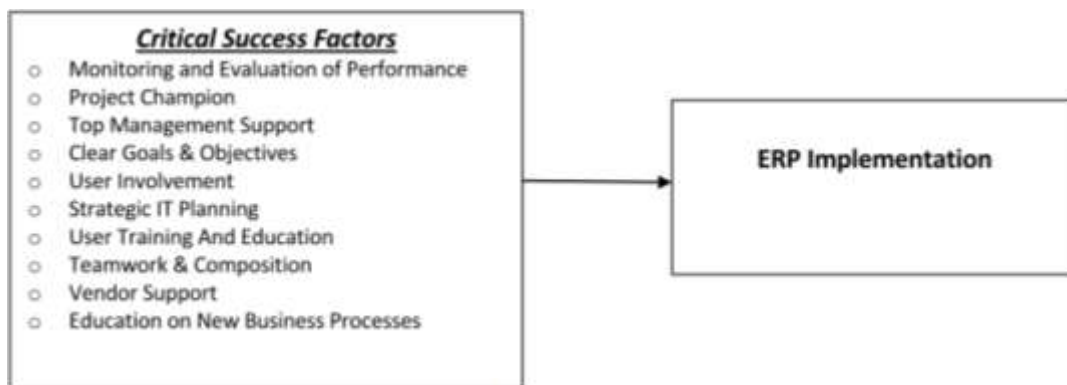 Critical Success Factors
o Monitoring and Evaluation of Performance
o Project Champion
o Top Management Support
o Clear Goals & Objectives
o User Involvement
o Strategic IT Planning
o User Training And Education
o Teamwork & Composition
o Vendor Support
o Education on New Business Processes
ERP Implementation